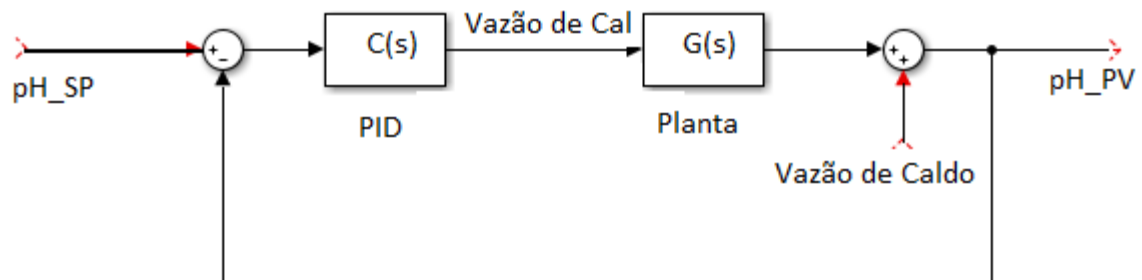 Vazão de Cal
C(s)
G(s)
+
−
+
+
pH_SP
pH_PV
PID
Planta
Vazão de Caldo